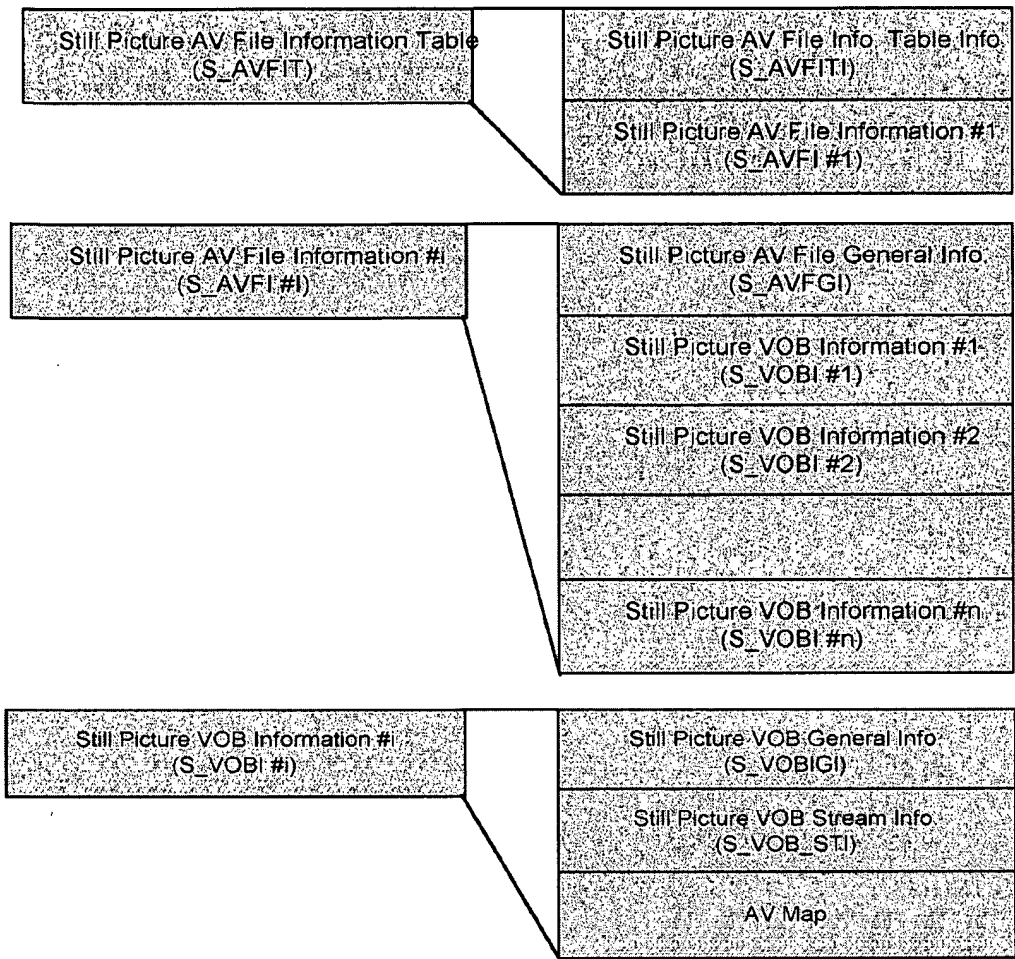 Still Picture AV File Information Table
(S_AVFIT)
Still Picture AV File Info. Table Info.
(S_AVFITI)
Still Picture AV File Information #1
(S_AVFI #1)
Still Picture AV File Information #i
(S_AVFI #I)
Still Picture AV File General Info.
(S_AVFGI)
Still Picture VOB Information #1
(S_VOBI #1)
Still Picture VOB Information #2
(S_VOBI #2)
Still Picture VOB Information #n
(S_VOBI #n)
Still Picture VOB Information #i
(S_VOBI #i)
Still Picture VOB General Info.
(S_VOBIGI)
Still Picture VOB Stream Info.
(S_VOB_STI)
AV Map